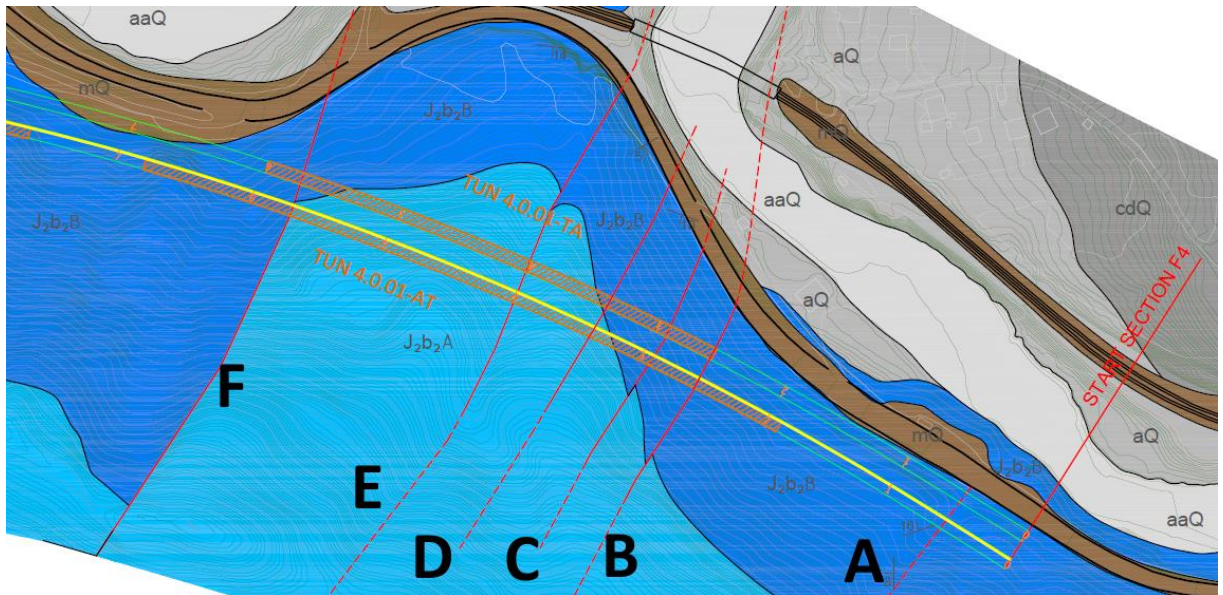 aaQ
mQ
J₂b₂B
aQ
mQ
cdQ
J₂b₂B
TUN 4.0.01-TA
J₂b₂B
aaQ
TUN 4.0.01-AT
J₂b₂A
aQ
START SECTION F4
F
mQ
aQ
J₂b₂B
J₂b₂B
E
aaQ
D
C
B
A